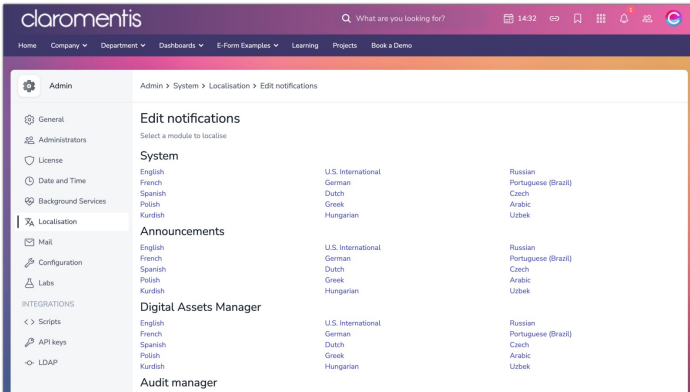 claromentis
What are you looking for?
14:32
1
Home Company Department Dashboards E-Form Examples Learning Projects Book a Demo
Admin
Admin > System > Localisation > Edit notifications
General
Administrators
License
Date and Time
Background Services
Localisation
Mail
Configuration
Labs
INTEGRATIONS
Scripts
API keys
LDAP
Edit notifications
Select a module to localise
System
English U.S. International Russian
French German Portuguese (Brazil)
Spanish Dutch Czech
Polish Greek Arabic
Kurdish Hungarian Uzbek
Announcements
English U.S. International Russian
French German Portuguese (Brazil)
Spanish Dutch Czech
Polish Greek Arabic
Kurdish Hungarian Uzbek
Digital Assets Manager
English U.S. International Russian
French German Portuguese (Brazil)
Spanish Dutch Czech
Polish Greek Arabic
Kurdish Hungarian Uzbek
Audit manager